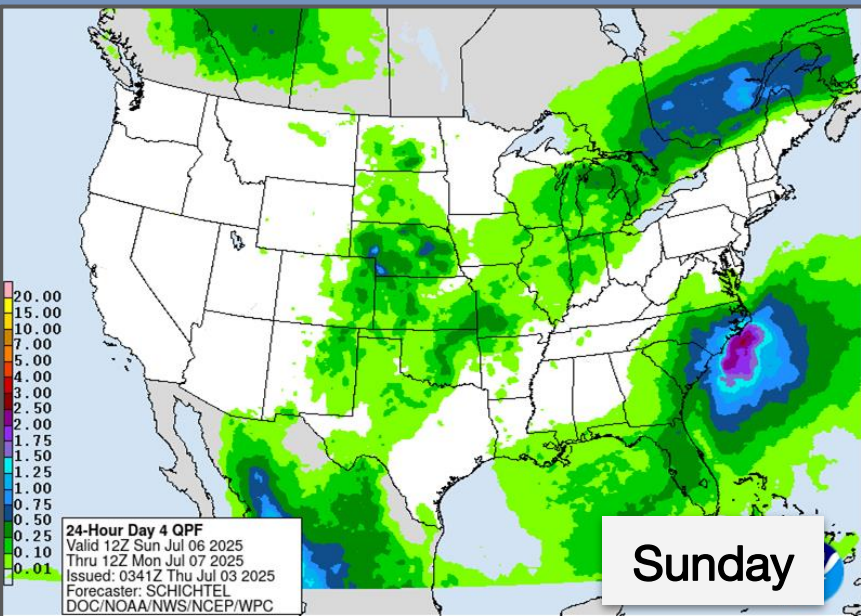 20.00
15.00
10.00
7.00
5.00
4.00
3.00
2.50
2.00
1.75
1.50
1.25
1.00
0.75
0.50
0.25
0.10
0.01
24-Hour Day 4 QPF
Valid 12Z Sun Jul 06 2025
Thru 12Z Mon Jul 07 2025
Issued: 0341Z Thu Jul 03 2025
Forecaster: SCHICHTEL
DOC/NOAA/NWS/NCEP/WPC
Sunday